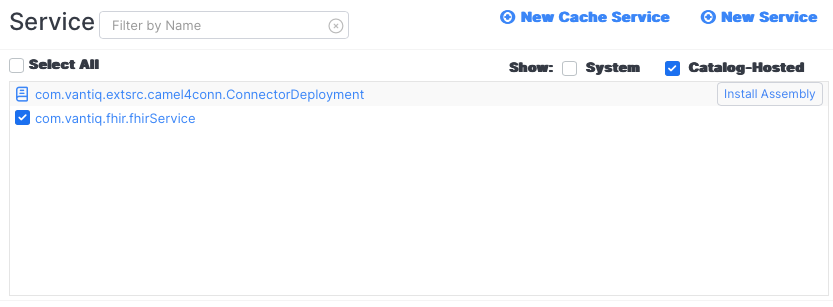 Service Filter by Name New Cache Service New Service
Select All Show: System Catalog-Hosted
com.vantiq.extsrc.camel4conn.ConnectorDeployment Install Assembly
com.vantiq.fhir.fhirService